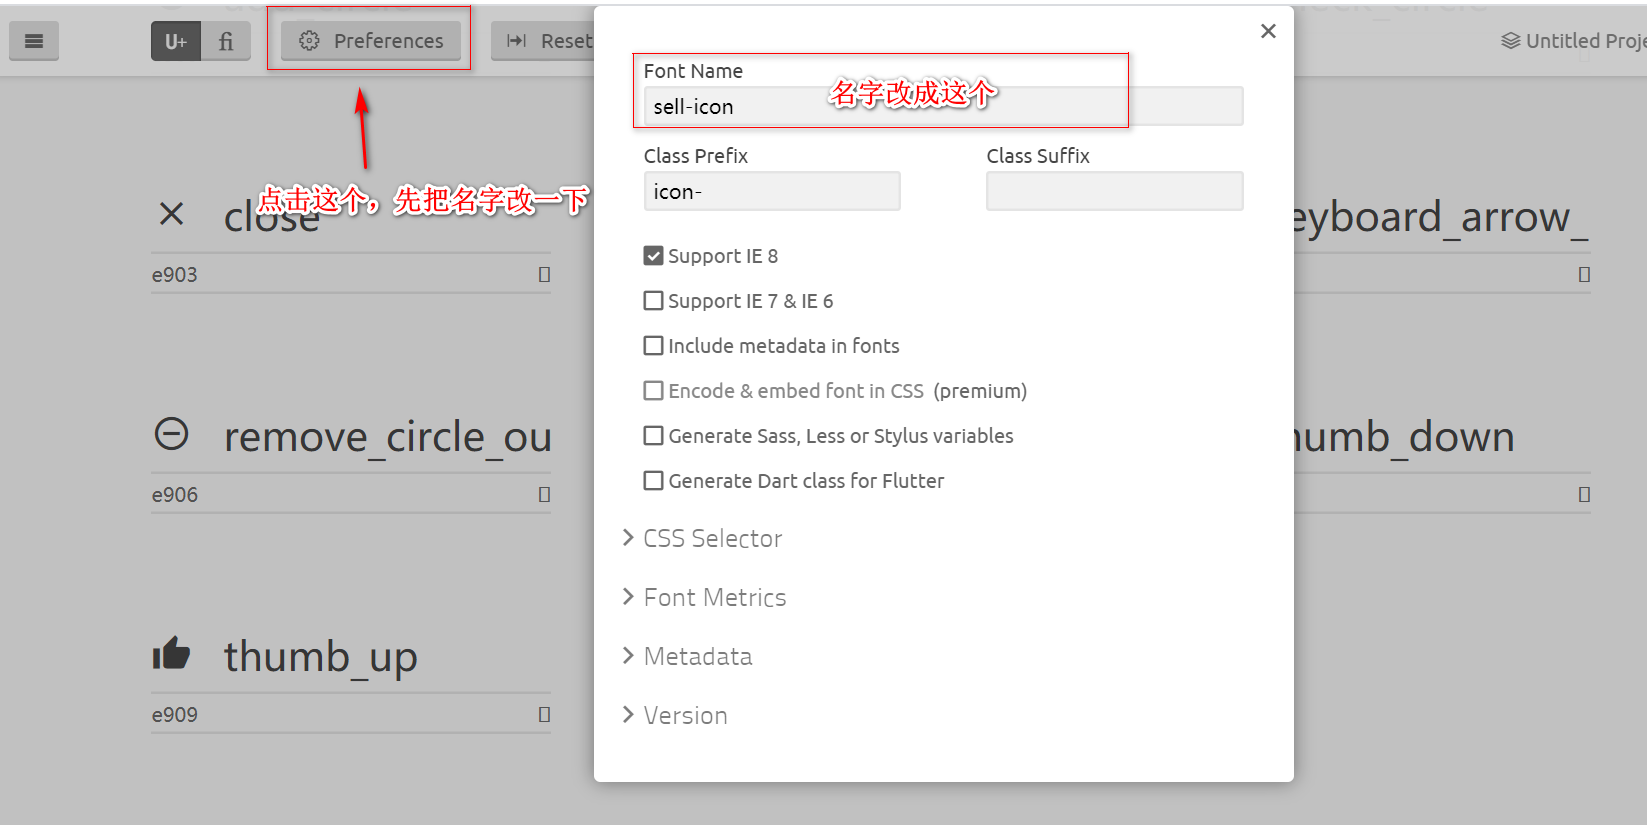 U+
fi
Preferences
Reset
Untitled Proje
Font Name
名字改成这个
sell-icon
Class Prefix
Class Suffix
icon-
点击这个，先把名字改一下
close
eyboard_arrow_
e903
Support IE 8
Support IE 7 & IE 6
Include metadata in fonts
Encode & embed font in CSS (premium)
remove_circle_ou
Generate Sass, Less or Stylus variables
humb_down
e906
Generate Dart class for Flutter
CSS Selector
Font Metrics
thumb_up
Metadata
e909
Version